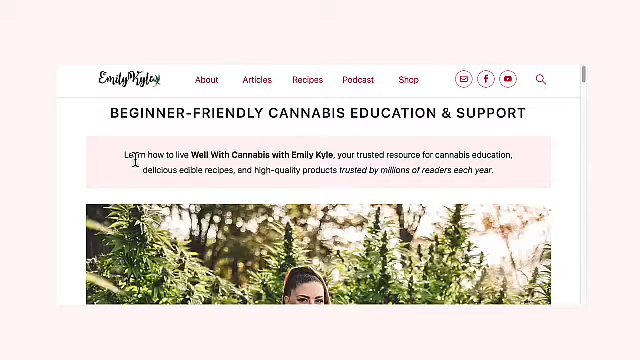 EmilyKyle
About Articles Recipes Podcast Shop
BEGINNER-FRIENDLY CANNABIS EDUCATION & SUPPORT
Learn how to live Well With Cannabis with Emily Kyle, your trusted resource for cannabis education,
delicious edible recipes, and high-quality products trusted by millions of readers each year.